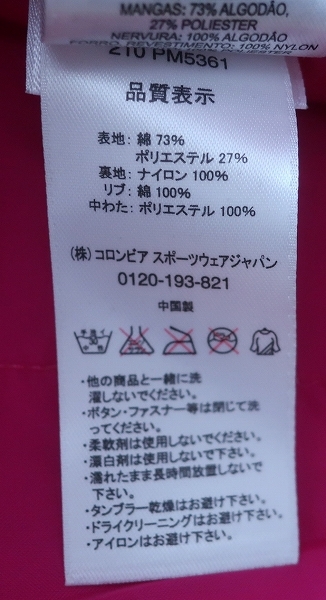 MANGAS: 73% ALGODÃO,
27% POLIESTER
NERVURA: 100% ALGODÃO
FORRO, REVESTIMENTO: 100% NYLON
210 PM5361
品質表示
表地: 綿 73%
ポリエステル 27%
裏地: ナイロン 100%
リブ: 綿 100%
中わた: ポリエステル 100%
(株) コロンビア スポーツウェアジャパン
0120-193-821
中国製
・他の商品と一緒に洗
濯しないでください。
・ボタン・ファスナー等は閉じて洗
ってください。
・柔軟剤は使用しないでください。
・漂白剤は使用しないでください。
・濡れたまま長時間放置しない
で下さい。
・タンブラー乾燥はお避け下さい。
・ドライクリーニングはお避け下さい。
・アイロンはお避け下さい。